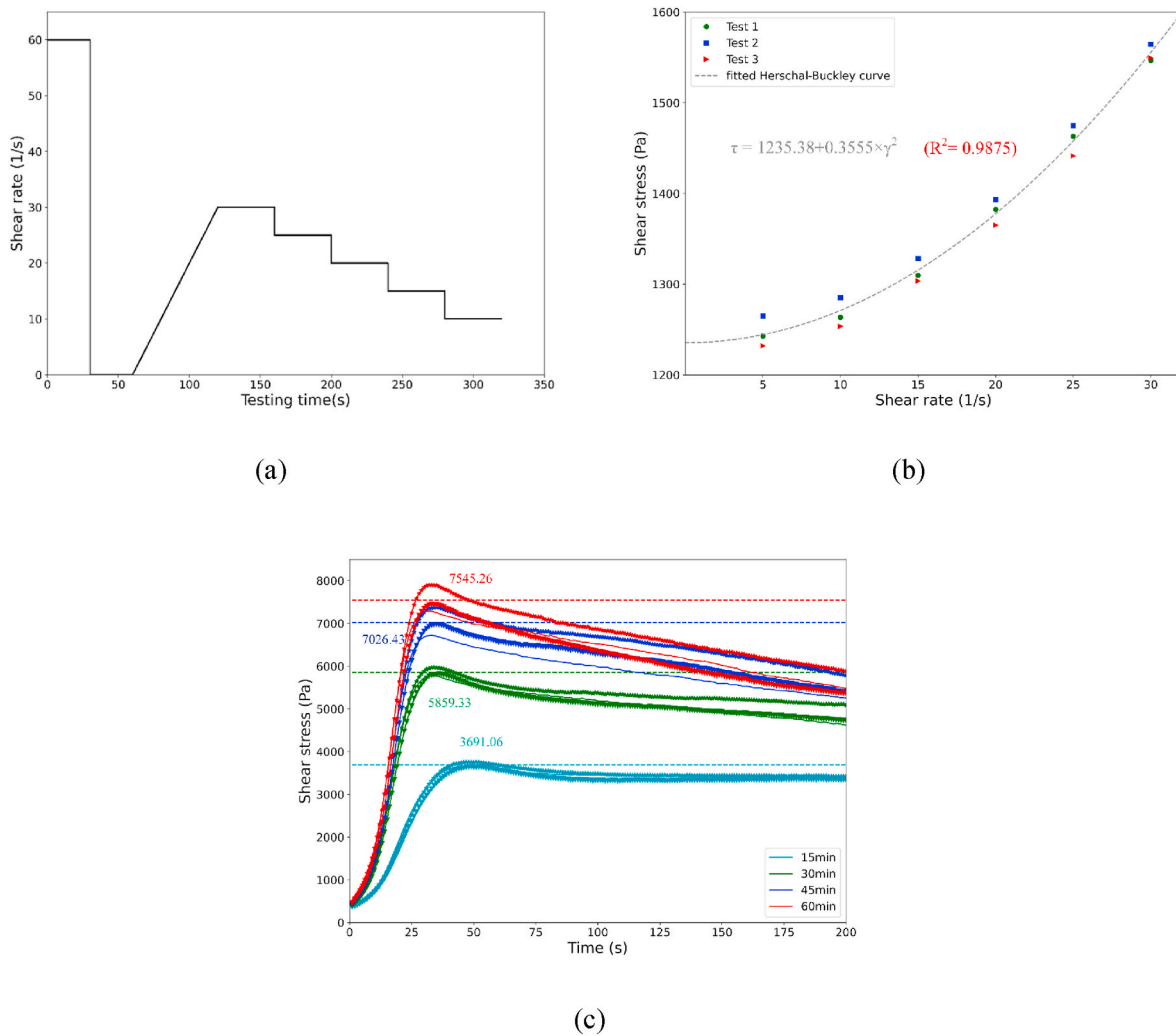 60
50
40
30
20
10
0
Shear rate (1/s)
0 50 100 150 200 250 300 350
Testing time(s)
(a)
1600
1500
1400
1300
1200
Shear stress (Pa)
Test 1
Test 2
Test 3
fitted Herschal-Buckley curve
τ = 1235.38+0.3555×γ² (R²= 0.9875)
5 10 15 20 25 30
Shear rate (1/s)
(b)
8000
7000
6000
5000
4000
3000
2000
1000
0
Shear stress (Pa)
7545.26
7026.43
5859.33
3691.06
15min
30min
45min
60min
0 25 50 75 100 125 150 175 200
Time (s)
(c)